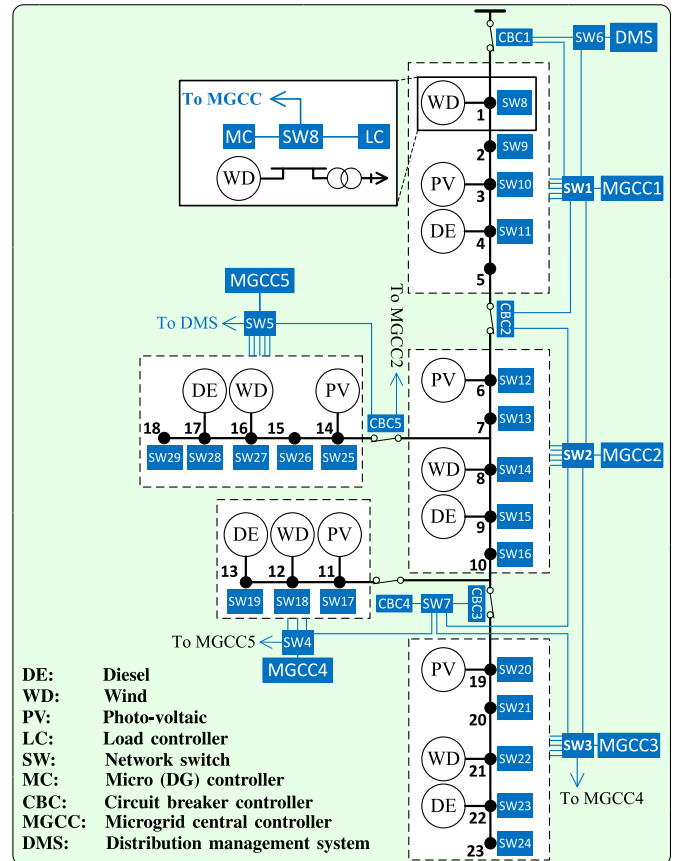 CBC1
SW6
DMS
To MGCC
MC
SW8
LC
WD
WD
SW8
1
SW9
2
PV
SW10
3
DE
SW11
4
5
SW1
MGCC1
MGCC5
To DMS
SW5
To MGCC2
CBC2
DE
WD
PV
18
17
16
15
14
CBC5
SW29
SW28
SW27
SW26
SW25
PV
SW12
6
SW13
7
WD
SW14
8
DE
SW15
9
SW16
10
SW2
MGCC2
DE
WD
PV
13
12
11
SW19
SW18
SW17
CBC4
SW7
CBC3
To MGCC5
SW4
MGCC4
PV
SW20
19
SW21
20
WD
SW22
21
DE
SW23
22
SW24
23
SW3
MGCC3
To MGCC4
DE: Diesel
WD: Wind
PV: Photo-voltaic
LC: Load controller
SW: Network switch
MC: Micro (DG) controller
CBC: Circuit breaker controller
MGCC: Microgrid central controller
DMS: Distribution management system